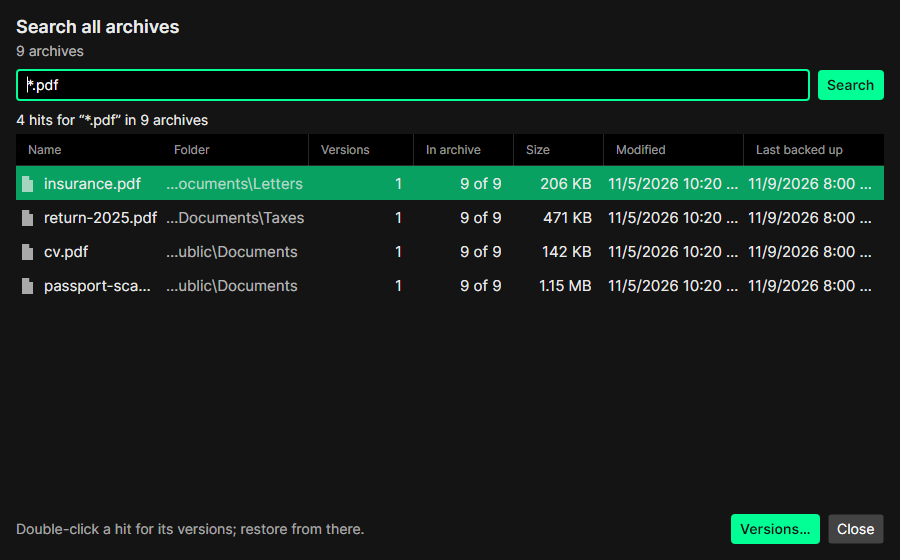 Search all archives
9 archives
*.pdf
Search
4 hits for “*.pdf” in 9 archives
Name Folder Versions In archive Size Modified Last backed up
insurance.pdf ...ocuments\Letters 1 9 of 9 206 KB 11/5/2026 10:20 ... 11/9/2026 8:00 ...
return-2025.pdf ...Documents\Taxes 1 9 of 9 471 KB 11/5/2026 10:20 ... 11/9/2026 8:00 ...
cv.pdf ...ublic\Documents 1 9 of 9 142 KB 11/5/2026 10:20 ... 11/9/2026 8:00 ...
passport-sca... ...ublic\Documents 1 9 of 9 1.15 MB 11/5/2026 10:20 ... 11/9/2026 8:00 ...
Double-click a hit for its versions; restore from there.
Versions... Close